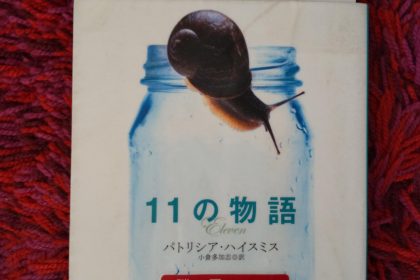 11の物語
Eleven
パトリシア・ハイスミス
小倉多加志◎訳